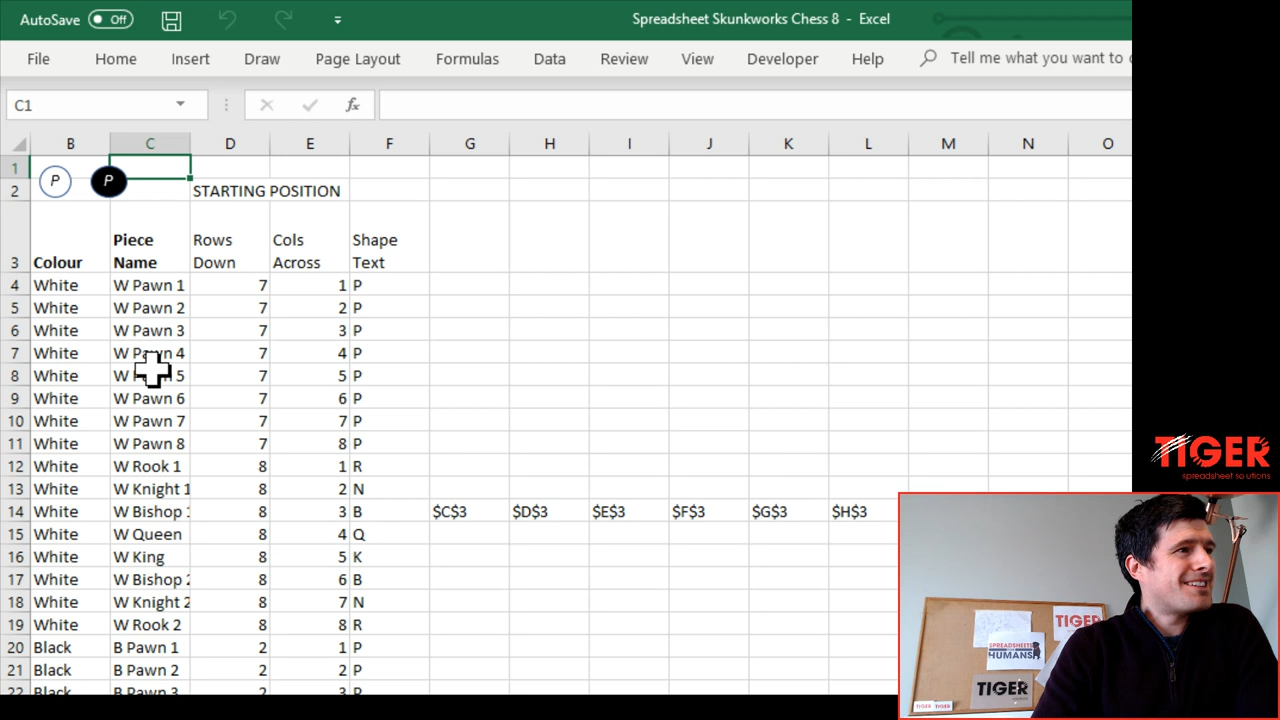 AutoSave Off Spreadsheet Skunkworks Chess 8 - Excel
File Home Insert Draw Page Layout Formulas Data Review View Developer Help Tell me what you want to
C1 fx
B C D E F G H I J K L M N O
1 P P
2 STARTING POSITION
Piece Rows Cols Shape
3 Colour Name Down Across Text
4 White W Pawn 1 7 1 P
5 White W Pawn 2 7 2 P
6 White W Pawn 3 7 3 P
7 White W Pawn 4 7 4 P
8 White W 5 7 5 P
9 White W Pawn 6 7 6 P
10 White W Pawn 7 7 7 P
11 White W Pawn 8 7 8 P
12 White W Rook 1 8 1 R
13 White W Knight 1 8 2 N
14 White W Bishop 1 8 3 B $C$3 $D$3 $E$3 $F$3 $G$3 $H$3
15 White W Queen 8 4 Q
16 White W King 8 5 K
17 White W Bishop 2 8 6 B
18 White W Knight 2 8 7 N
19 White W Rook 2 8 8 R
20 Black B Pawn 1 2 1 P
21 Black B Pawn 2 2 2 P
22 Black B Pawn 3 2 3 P
TIGER
spreadsheet solutions
TIGER
SPREADSHEETS
HUMANS
TIGER
TIGER TIGER